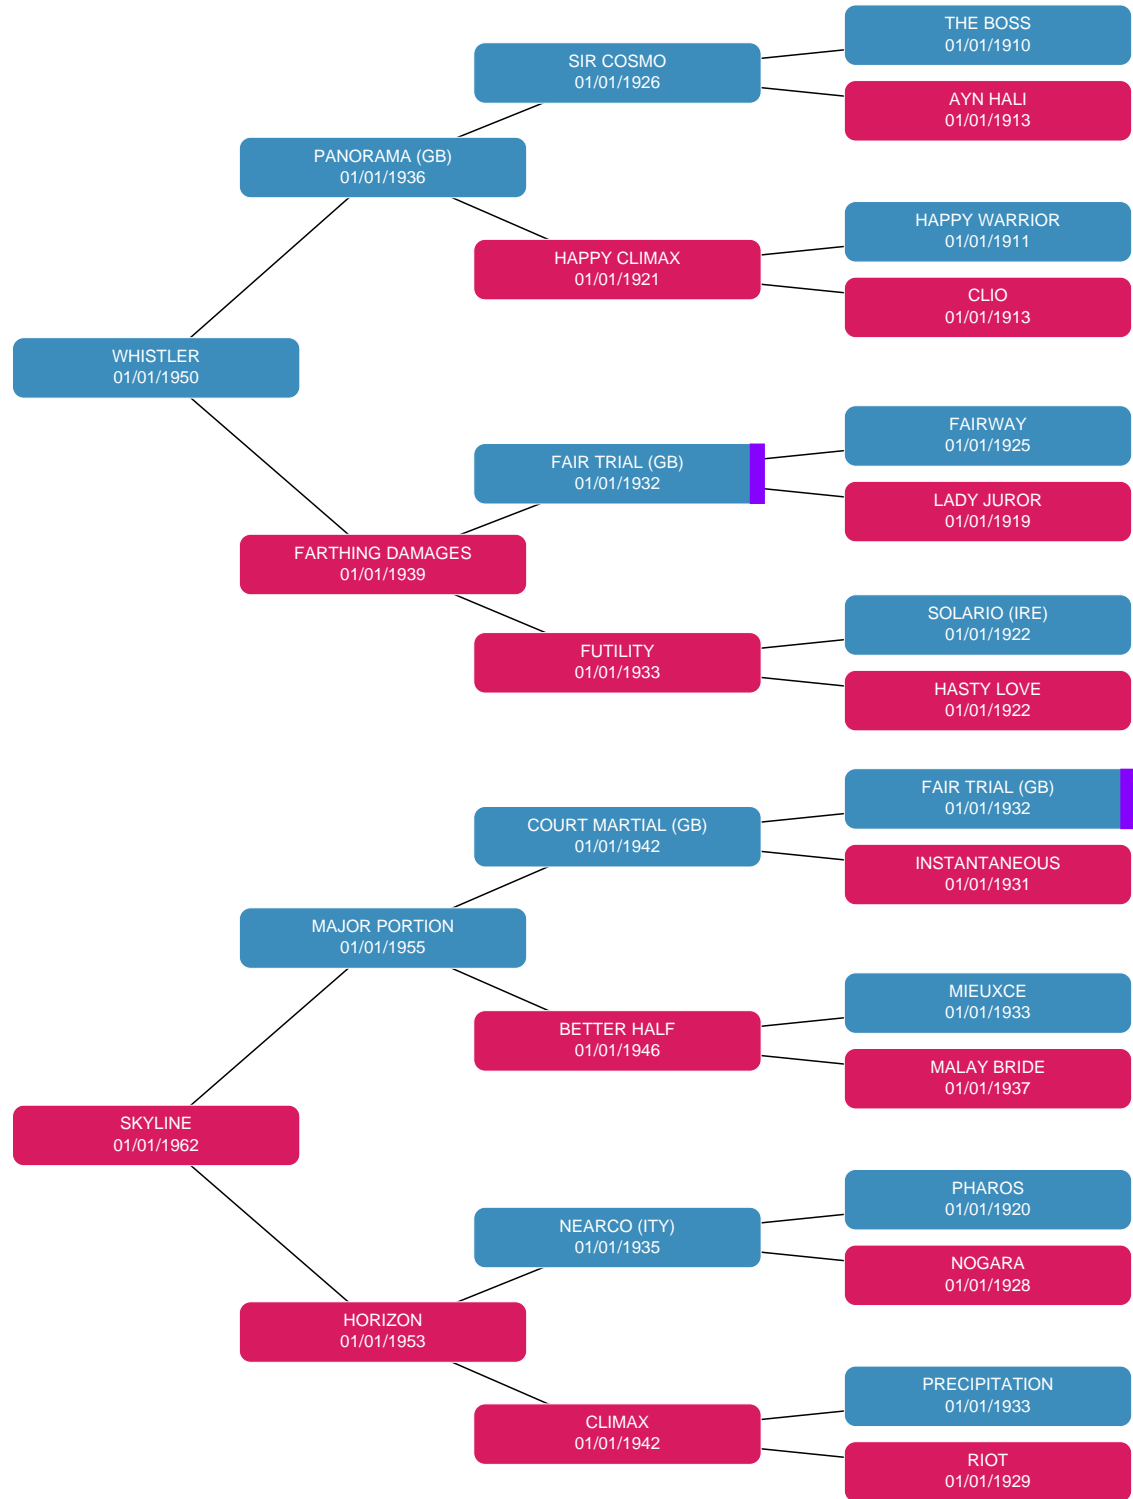 THE BOSS
01/01/1910
SIR COSMO
01/01/1926
AYN HALI
01/01/1913
PANORAMA (GB)
01/01/1936
HAPPY WARRIOR
01/01/1911
HAPPY CLIMAX
01/01/1921
CLIO
01/01/1913
WHISTLER
01/01/1950
FAIRWAY
01/01/1925
FAIR TRIAL (GB)
01/01/1932
LADY JUROR
01/01/1919
FARTHING DAMAGES
01/01/1939
SOLARIO (IRE)
01/01/1922
FUTILITY
01/01/1933
HASTY LOVE
01/01/1922
FAIR TRIAL (GB)
01/01/1932
COURT MARTIAL (GB)
01/01/1942
INSTANTANEOUS
01/01/1931
MAJOR PORTION
01/01/1955
MIEUXCE
01/01/1933
BETTER HALF
01/01/1946
MALAY BRIDE
01/01/1937
SKYLINE
01/01/1962
PHAROS
01/01/1920
NEARCO (ITY)
01/01/1935
NOGARA
01/01/1928
HORIZON
01/01/1953
PRECIPITATION
01/01/1933
CLIMAX
01/01/1942
RIOT
01/01/1929